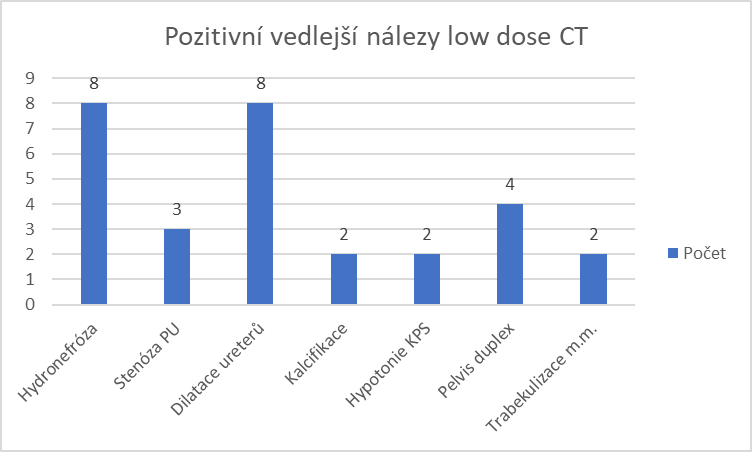 Pozitivní vedlejší nálezy low dose CT
9
8
7
6
5
4
3
2
1
0
8
3
8
2
2
4
2
Hydronefróza
Stenóza PU
Dilatace ureterů
Kalcifikace
Hypotonie KPS
Pelvis duplex
Trabekulizace m.m.
Počet